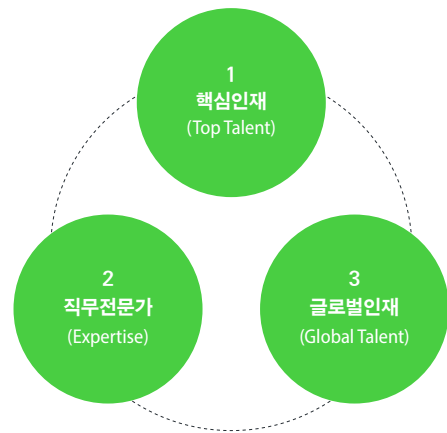 1
핵심인재
(Top Talent)
2
직무전문가
(Expertise)
3
글로벌인재
(Global Talent)